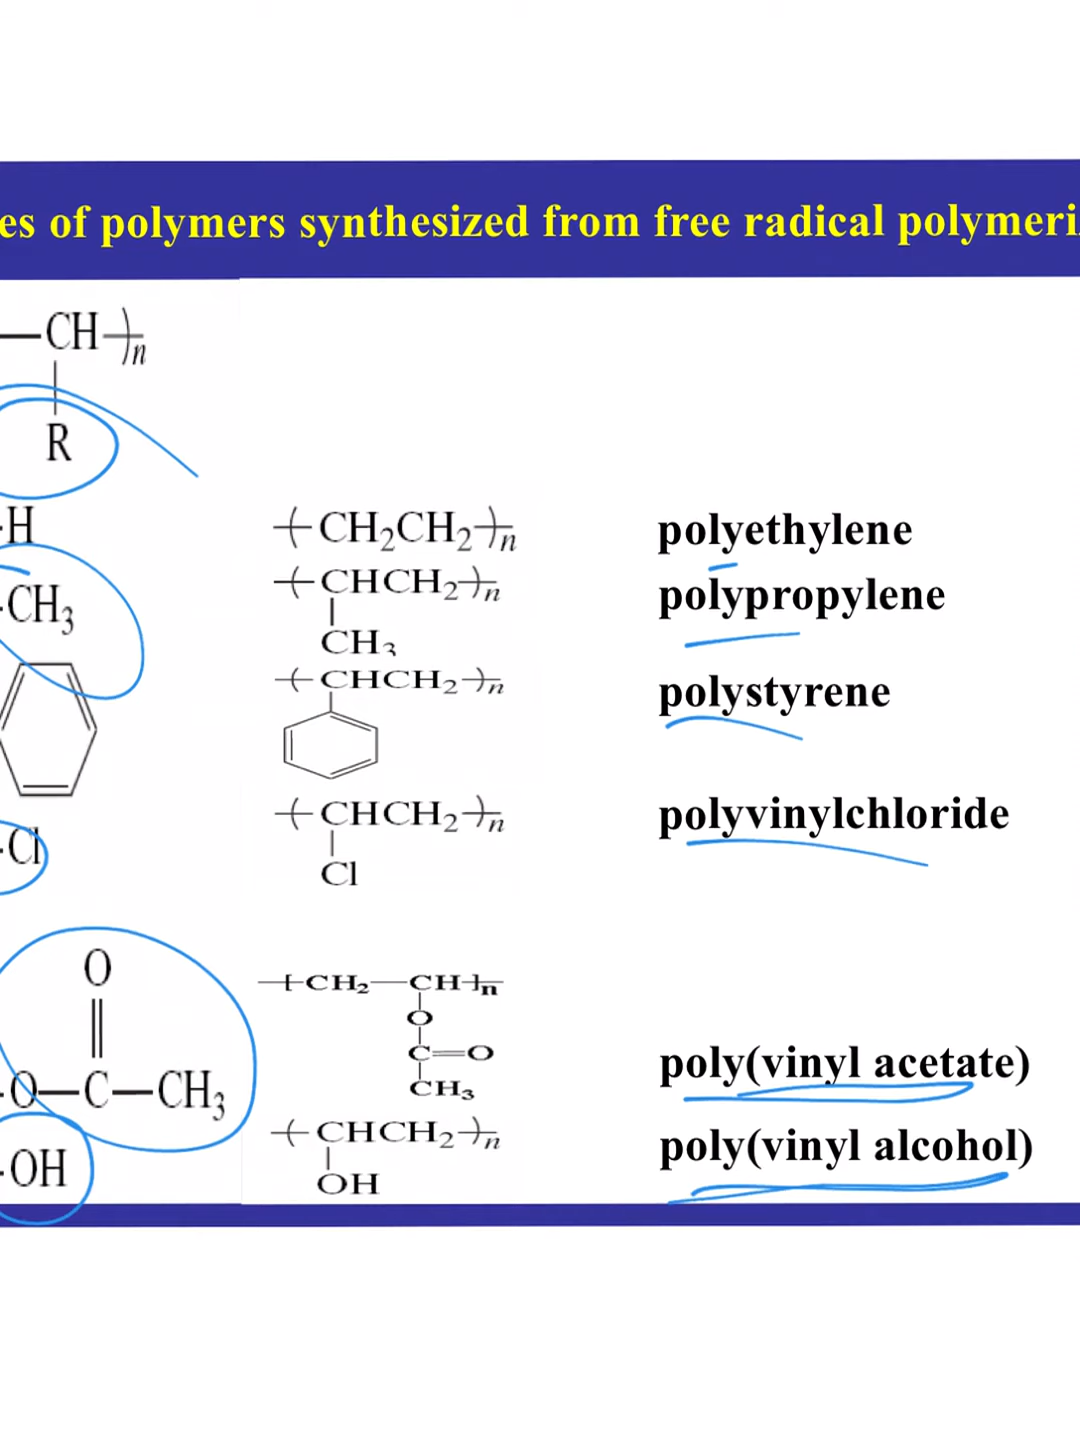 es of polymers synthesized from free radical polymeri
—CH-)n
R
-H
-(CH2CH2-)n
polyethylene
-CH3
-(CHCH2-)n
CH3
polypropylene
-(CHCH2-)n
polystyrene
-Cl
-(CHCH2-)n
Cl
polyvinylchloride
O
-O—C—CH3
-[CH2—CH-]n
O
C=O
CH3
poly(vinyl acetate)
-OH
-(CHCH2-)n
OH
poly(vinyl alcohol)